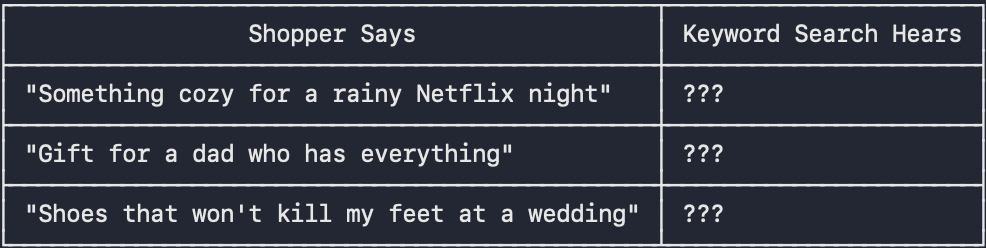 Shopper Says Keyword Search Hears
"Something cozy for a rainy Netflix night" ???
"Gift for a dad who has everything" ???
"Shoes that won't kill my feet at a wedding" ???